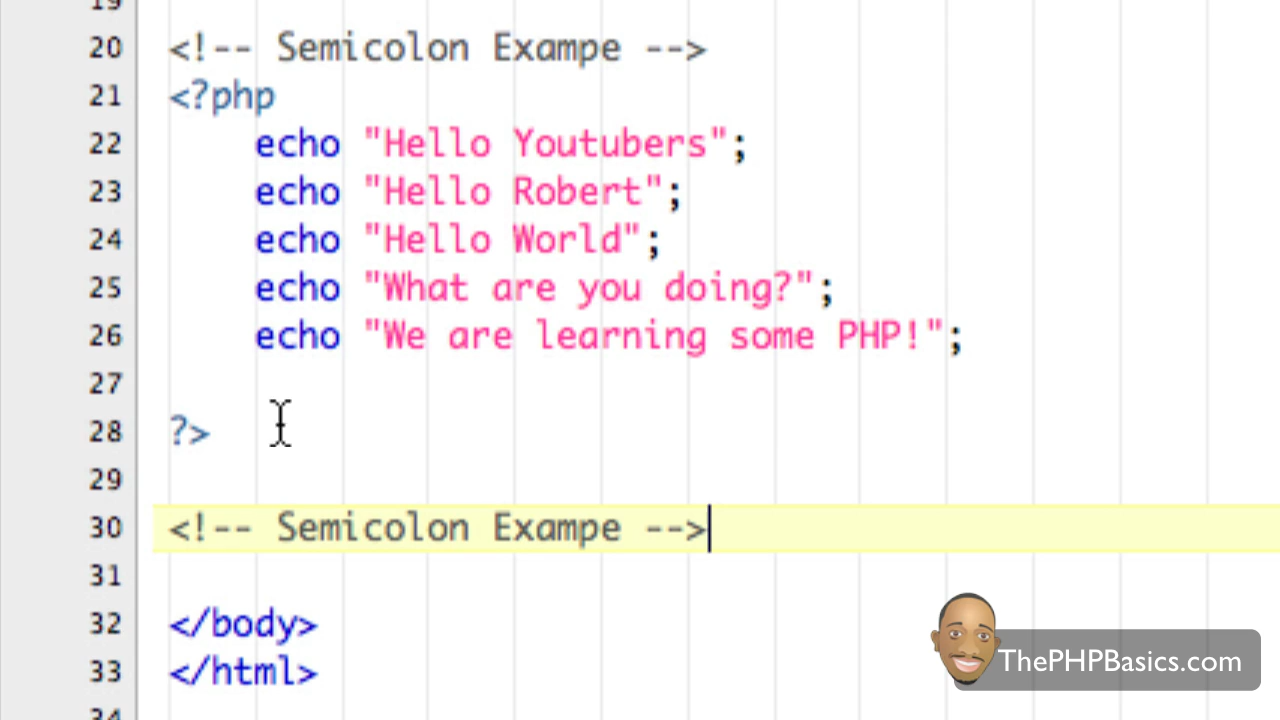 19
20 <!-- Semicolon Exampe -->
21 <?php
22 echo "Hello Youtubers";
23 echo "Hello Robert";
24 echo "Hello World";
25 echo "What are you doing?";
26 echo "We are learning some PHP!";
27
28 ?>
29
30 <!-- Semicolon Exampe -->
31
32 </body>
33 </html>
34
ThePHPBasics.com